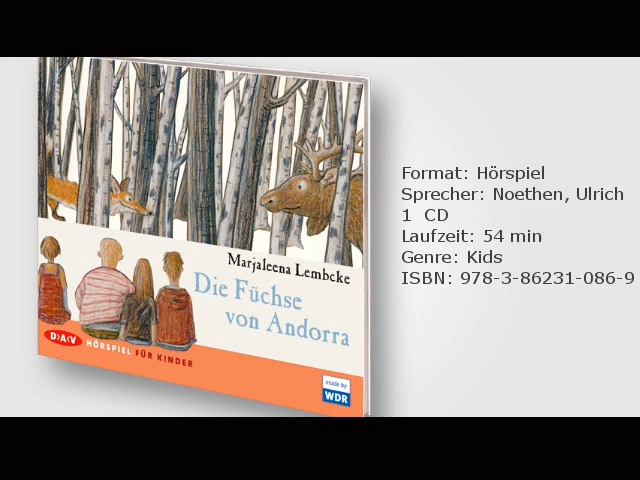 Marjaleena Lembcke
Die Füchse
von Andorra
D>A<V HÖRSPIEL FÜR KINDER
made by
WDR
Format: Hörspiel
Sprecher: Noethen, Ulrich
1 CD
Laufzeit: 54 min
Genre: Kids
ISBN: 978-3-86231-086-9